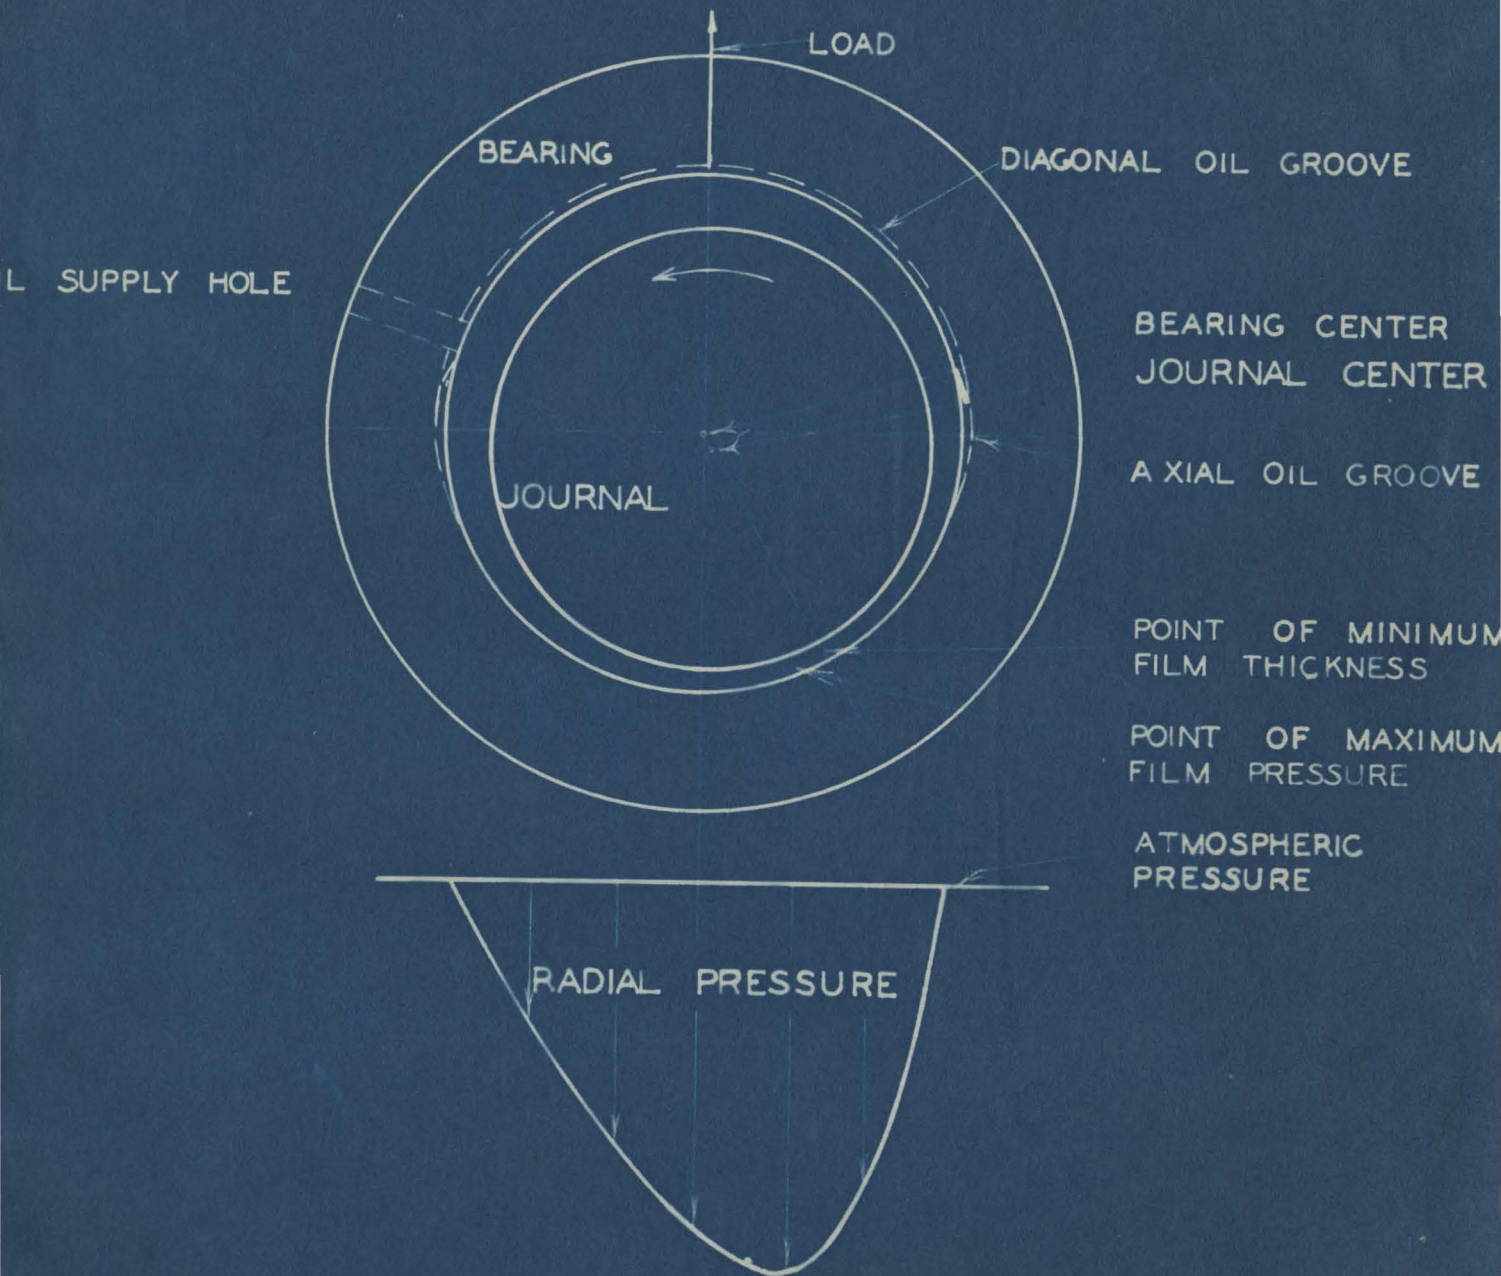 LOAD
BEARING
DIAGONAL OIL GROOVE
L SUPPLY HOLE
BEARING CENTER
JOURNAL CENTER
AXIAL OIL GROOVE
JOURNAL
POINT OF MINIMUM
FILM THICKNESS
POINT OF MAXIMUM
FILM PRESSURE
ATMOSPHERIC
PRESSURE
RADIAL PRESSURE